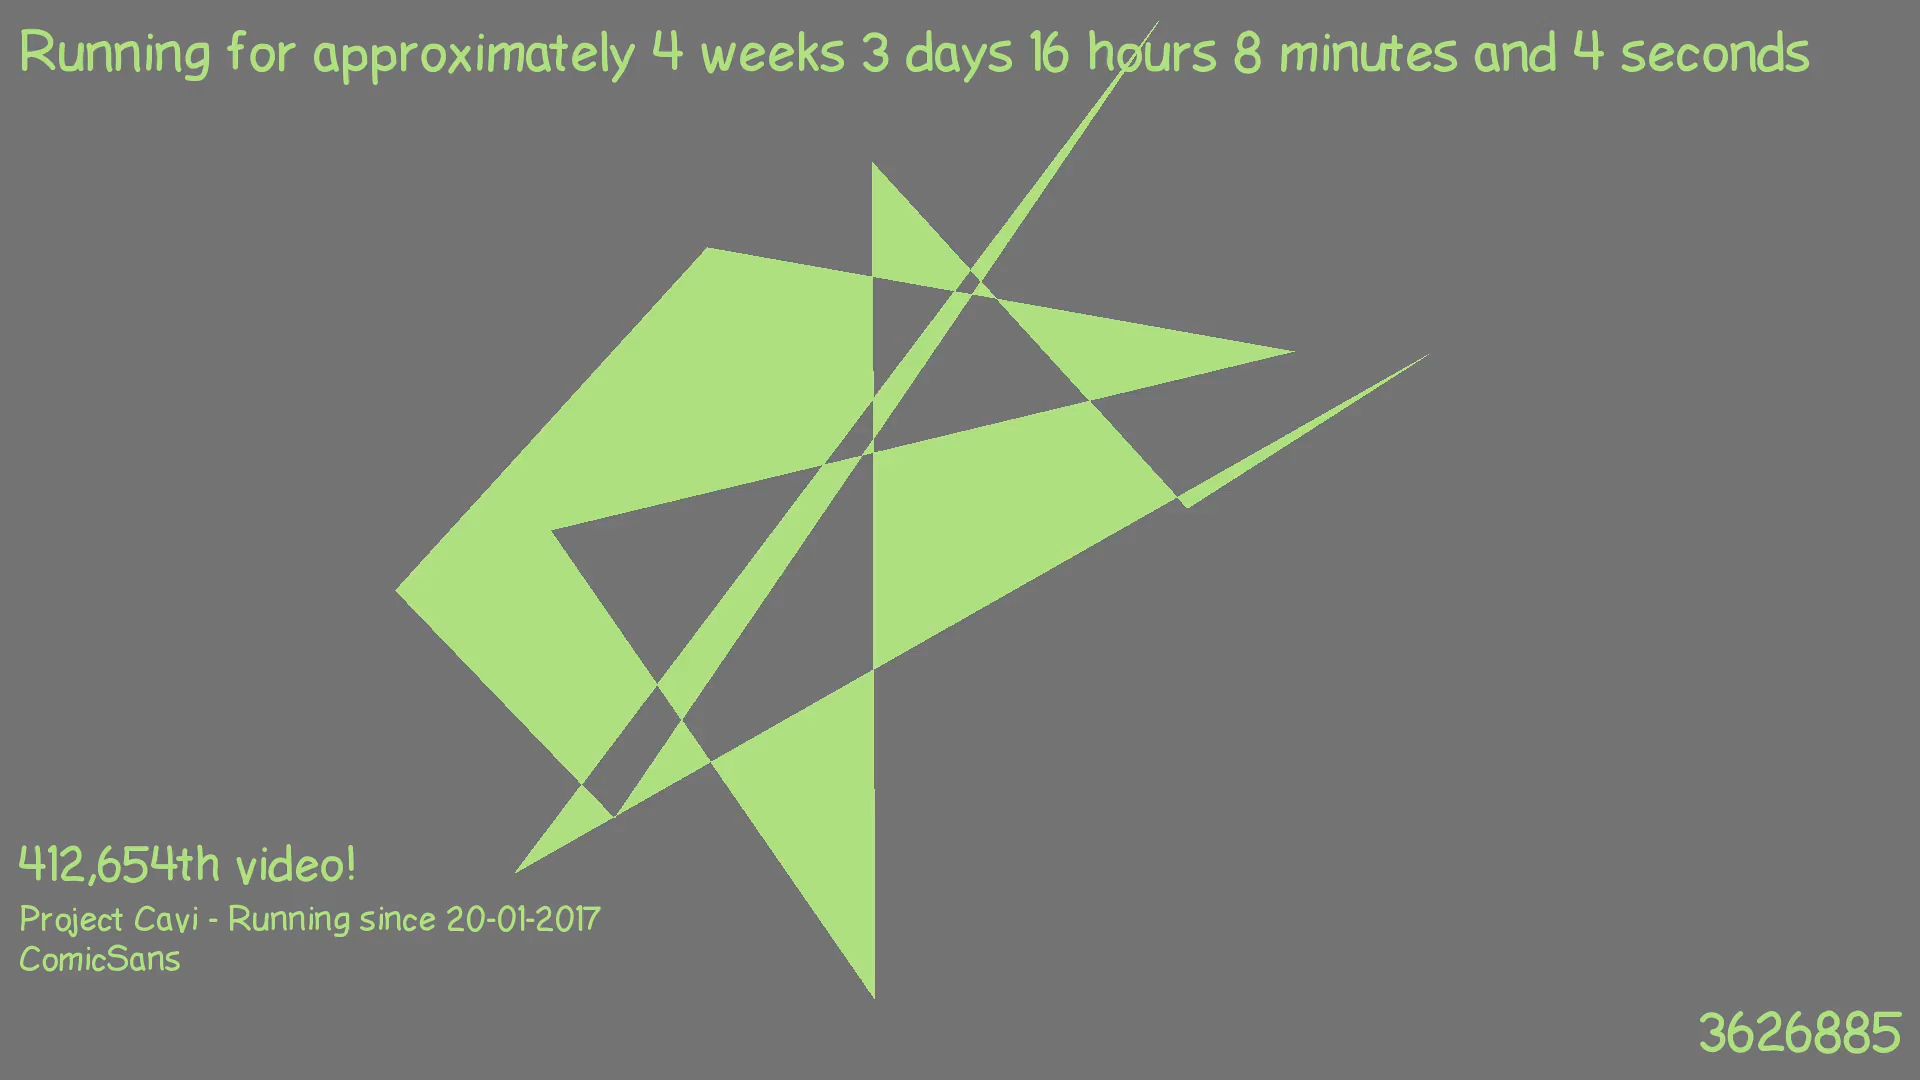 Running for approximately 4 weeks 3 days 16 hours 8 minutes and 4 seconds
412,654th video!
Project Cavi - Running since 20-01-2017
ComicSans
3626885